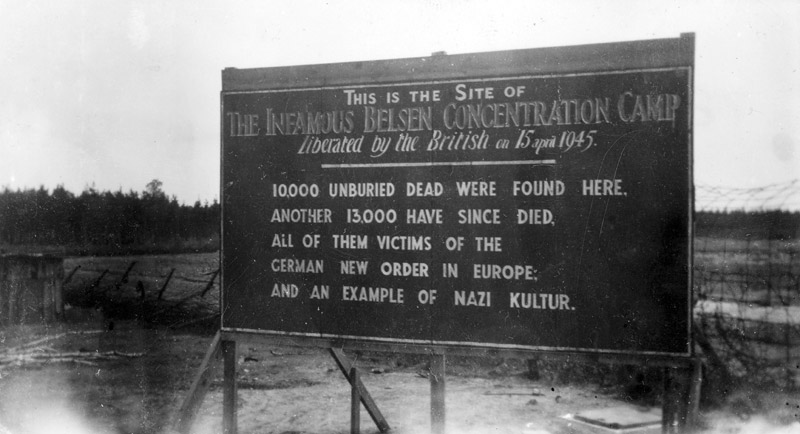 THIS IS THE SITE OF
THE INFAMOUS BELSEN CONCENTRATION CAMP
Liberated by the British on 15 april 1945.
10,000 UNBURIED DEAD WERE FOUND HERE.
ANOTHER 13,000 HAVE SINCE DIED,
ALL OF THEM VICTIMS OF THE
GERMAN NEW ORDER IN EUROPE;
AND AN EXAMPLE OF NAZI KULTUR.